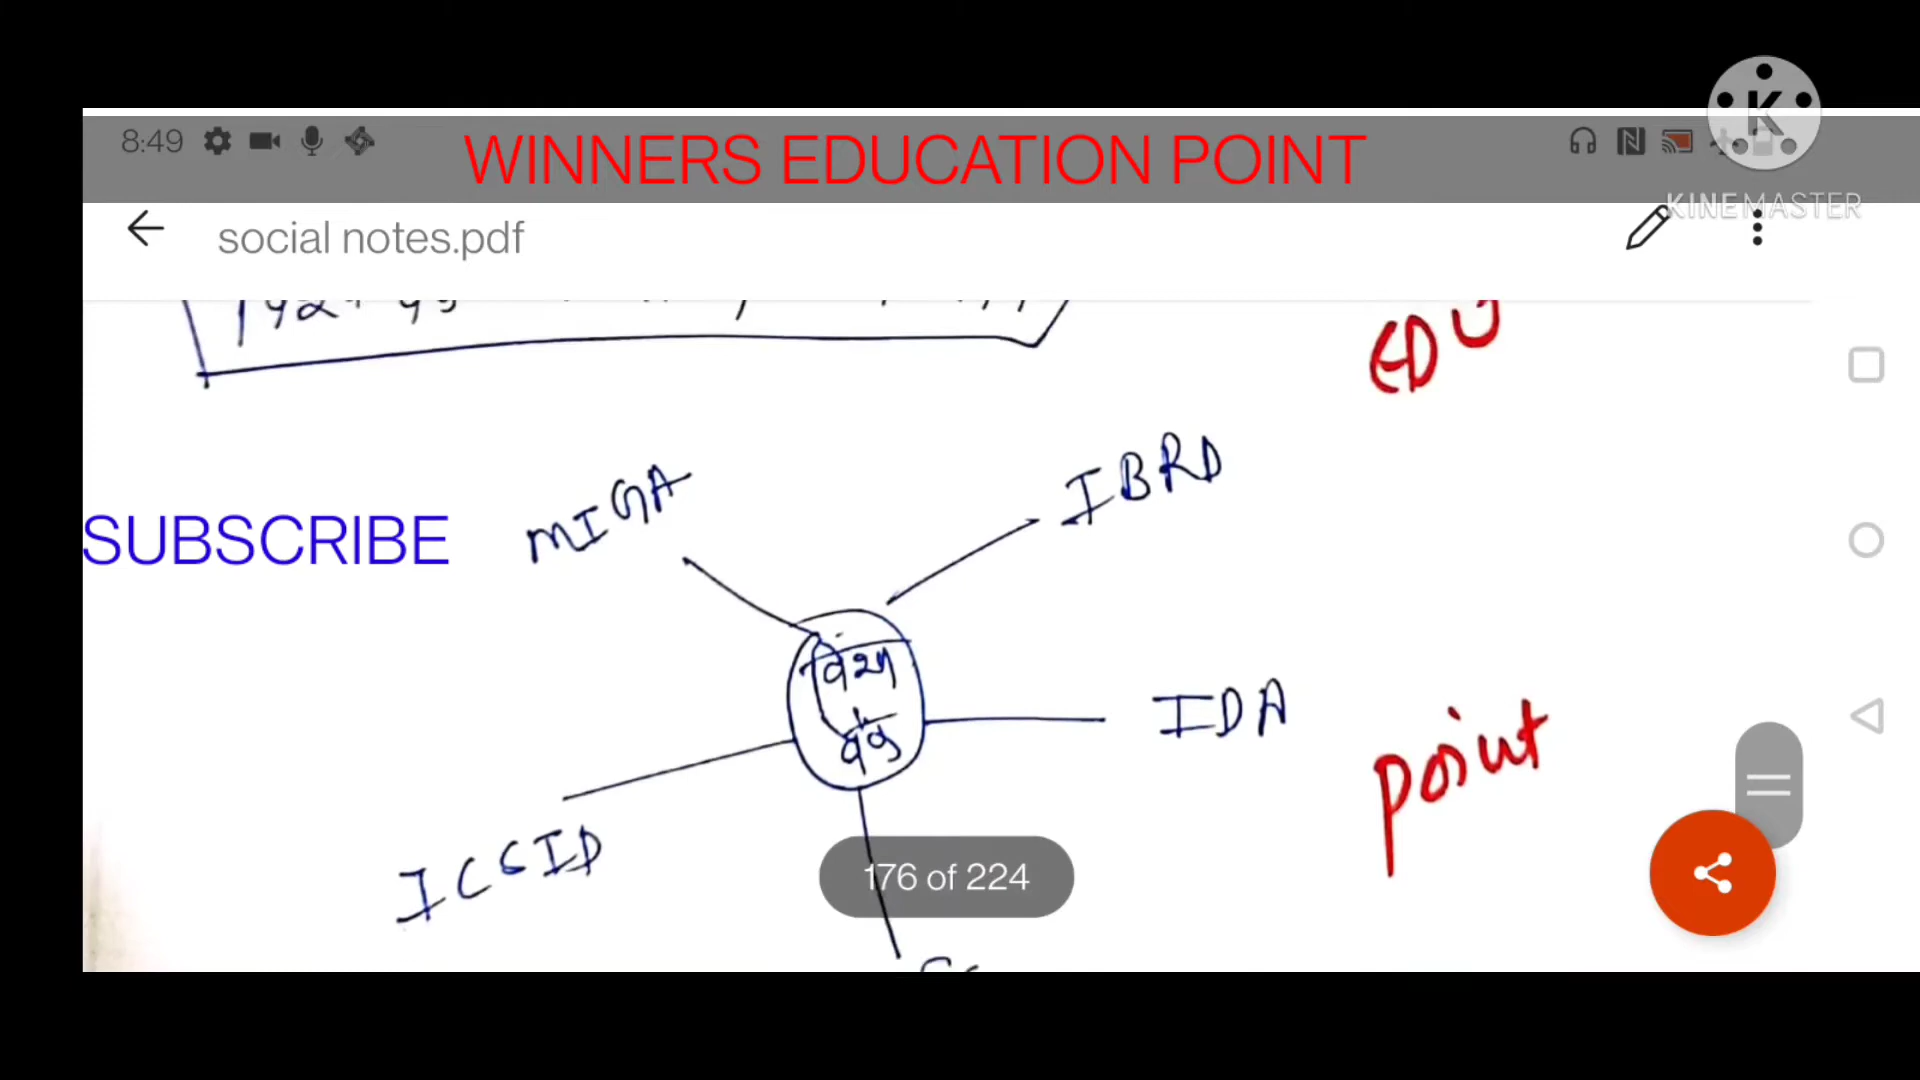 8:49
WINNERS EDUCATION POINT
KINEMASTER
social notes.pdf
EDU
MIGA
IBRD
SUBSCRIBE
विश्व
बैंक
IDA
Point
ICSID
176 of 224